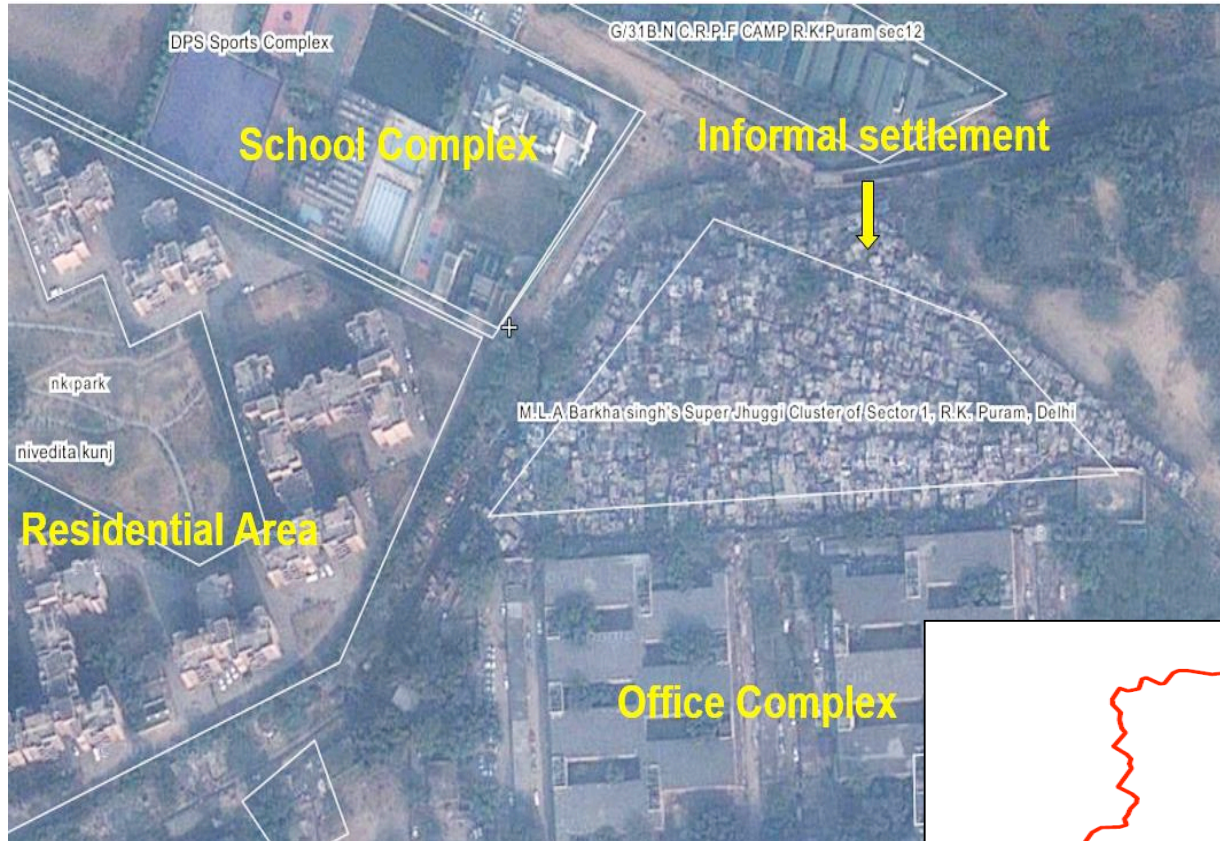 G/31B.N C.R.P.F CAMP R.K.Puram sec12
DPS Sports Complex
School Complex
Informal settlement
nk park
M.L.A Barkha singh's Super Jhuggi Cluster of Sector 1, R.K. Puram, Delhi
nivedita kunj
Residential Area
Office Complex